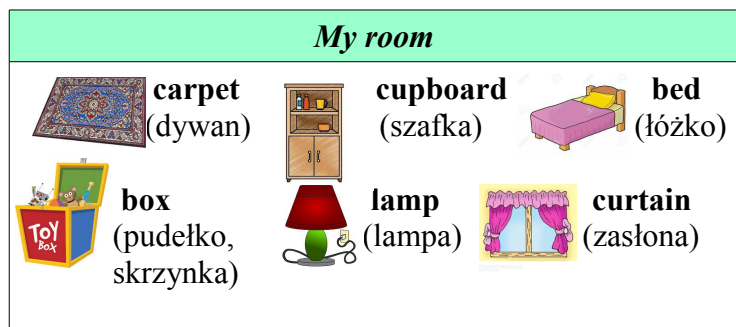 My room
carpet
(dywan)
cupboard
(szafka)
bed
(łóżko)
TOY
BOX
box
(pudełko,
skrzynka)
lamp
(lampa)
curtain
(zasłona)